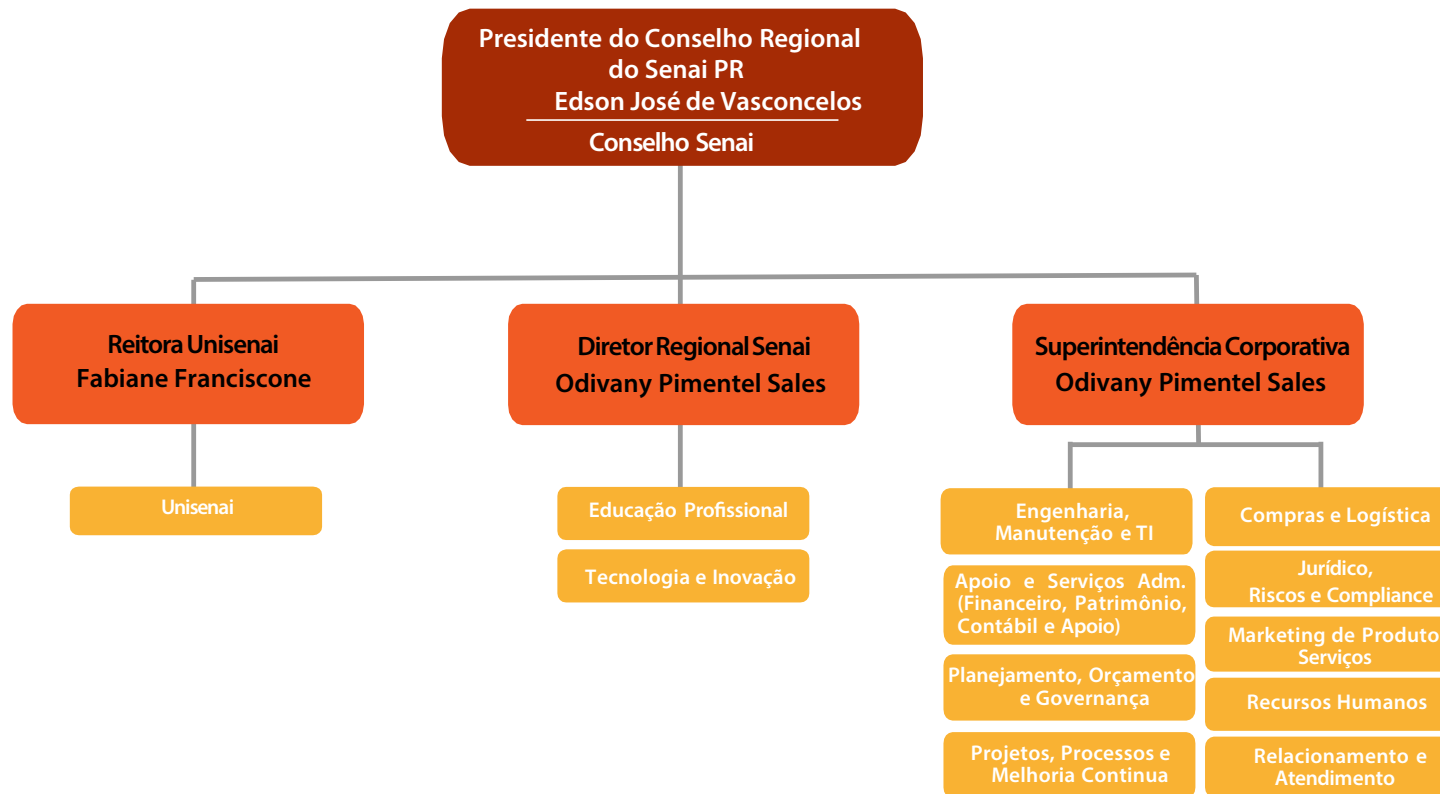 Presidente do Conselho Regional
do Senai PR
Edson José de Vasconcelos
Conselho Senai
Reitora Unisenai
Fabiane Franciscone
Diretor Regional Senai
Odivany Pimentel Sales
Superintendência Corporativa
Odivany Pimentel Sales
Unisenai
Educação Profissional
Tecnologia e Inovação
Engenharia,
Manutenção e TI
Apoio e Serviços Adm.
(Financeiro, Patrimônio,
Contábil e Apoio)
Planejamento, Orçamento
e Governança
Projetos, Processos e
Melhoria Continua
Compras e Logística
Jurídico,
Riscos e Compliance
Marketing de Produto
Serviços
Recursos Humanos
Relacionamento e
Atendimento